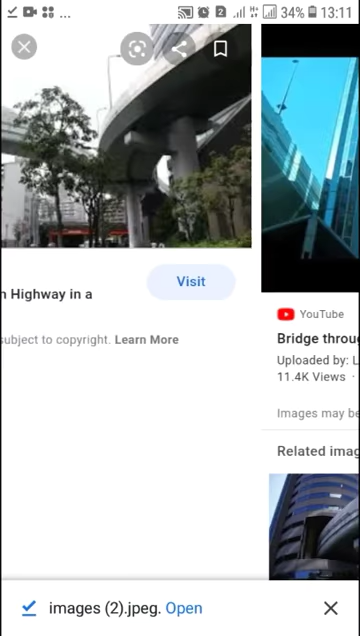 ... 2 34% 13:11
Visit
n Highway in a
subject to copyright. Learn More
YouTube
Bridge throu
Uploaded by: L
11.4K Views ·
Images may be
Related imag
images (2).jpeg. Open